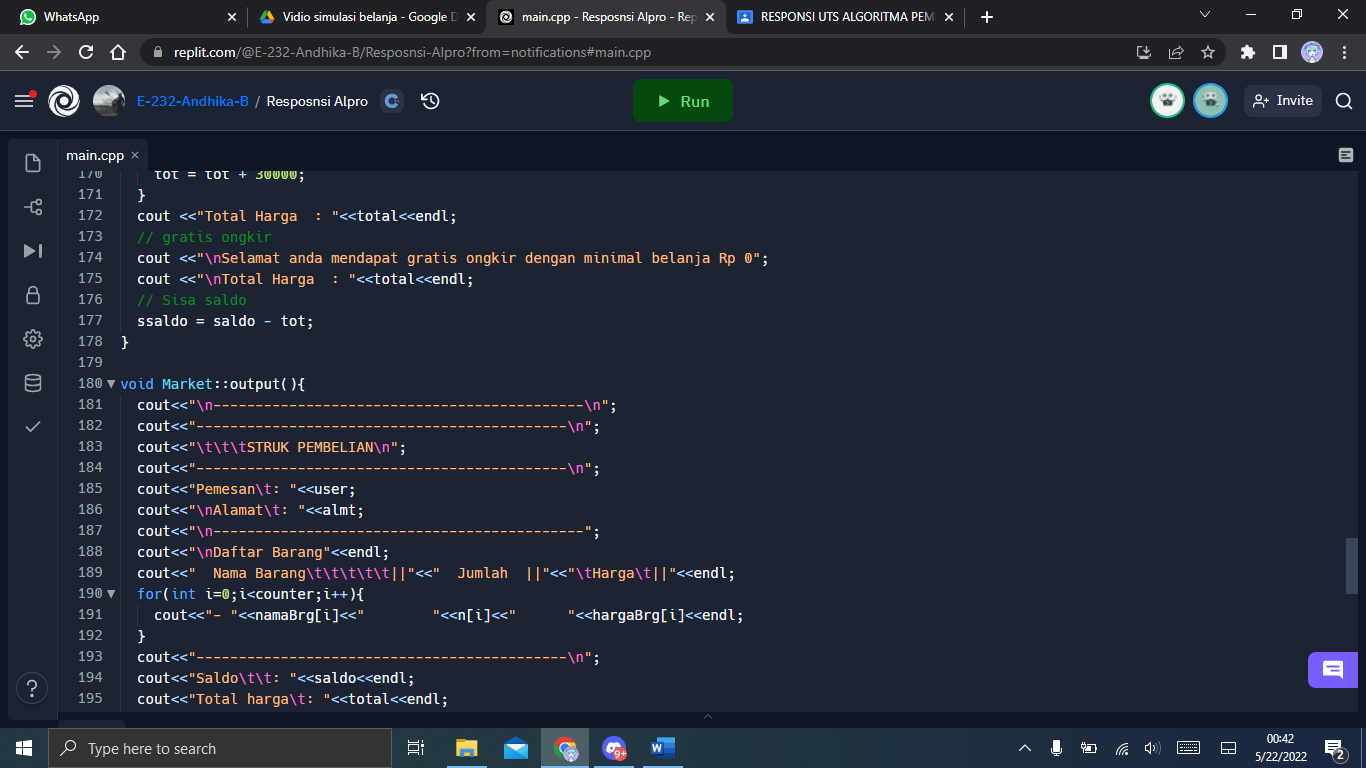 WhatsApp
Vidio simulasi belanja - Google D
main.cpp - Resposnsi Alpro - Rep
RESPONSI UTS ALGORITMA PEM
replit.com/@E-232-Andhika-B/Resposnsi-Alpro?from=notifications#main.cpp
E-232-Andhika-B / Resposnsi Alpro
C
Run
Invite
main.cpp
170 tot = tot + 30000;
171 }
172 cout <<"Total Harga  : "<<total<<endl;
173 // gratis ongkir
174 cout <<"\nSelamat anda mendapat gratis ongkir dengan minimal belanja Rp 0";
175 cout <<"\nTotal Harga  : "<<total<<endl;
176 // Sisa saldo
177 ssaldo = saldo - tot;
178 }
179
180 void Market::output(){
181 cout<<"\n--------------------------------------------\n";
182 cout<<"--------------------------------------------\n";
183 cout<<"\t\t\tSTRUK PEMBELIAN\n";
184 cout<<"--------------------------------------------\n";
185 cout<<"Pemesan\t: "<<user;
186 cout<<"\nAlamat\t: "<<almt;
187 cout<<"\n--------------------------------------------";
188 cout<<"\nDaftar Barang"<<endl;
189 cout<<"  Nama Barang\t\t\t\t\t||"<<"  Jumlah  ||"<<"\tHarga\t||"<<endl;
190 for(int i=0;i<counter;i++){
191 cout<<"- "<<namaBrg[i]<<"        "<<n[i]<<"      "<<hargaBrg[i]<<endl;
192 }
193 cout<<"--------------------------------------------\n";
194 cout<<"Saldo\t\t: "<<saldo<<endl;
195 cout<<"Total harga\t: "<<total<<endl;
?
Type here to search
9+
W
00:42
5/22/2022
2